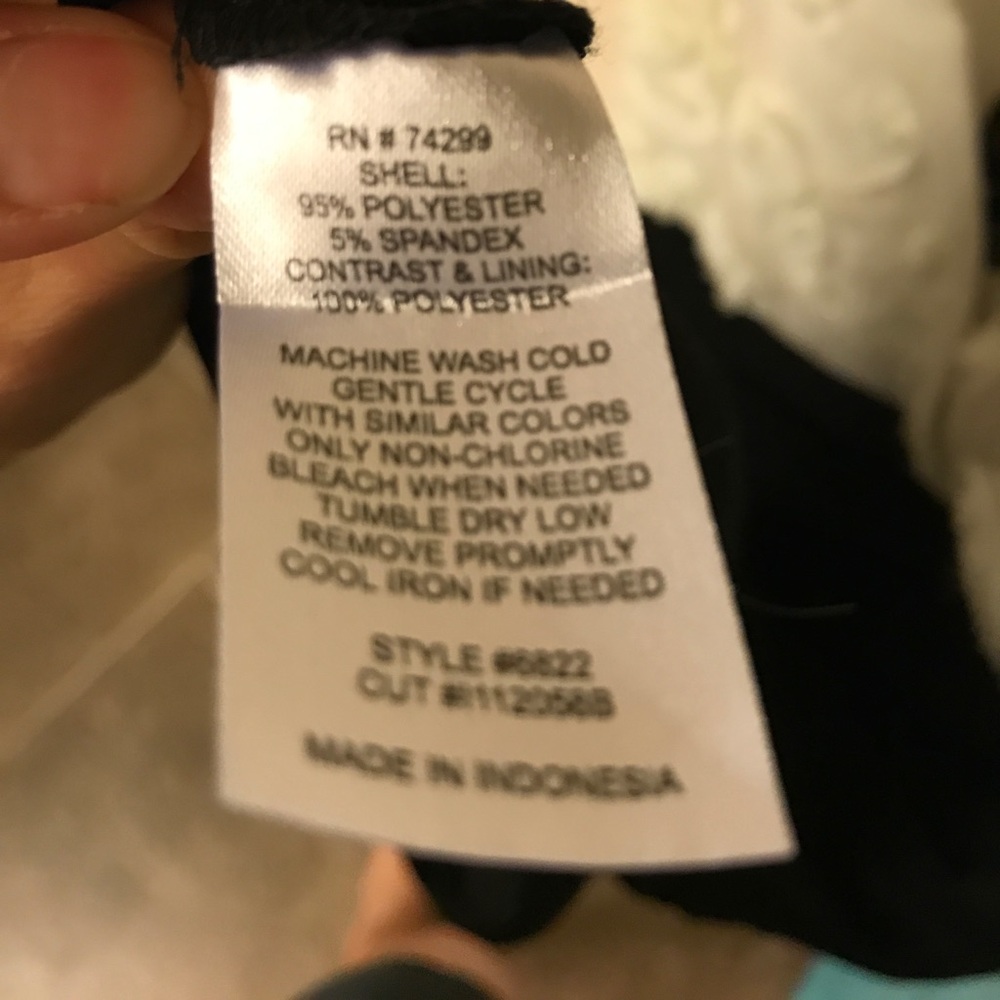 RN # 74299
SHELL:
95% POLYESTER
5% SPANDEX
CONTRAST & LINING:
100% POLYESTER
MACHINE WASH COLD
GENTLE CYCLE
WITH SIMILAR COLORS
ONLY NON-CHLORINE
BLEACH WHEN NEEDED
TUMBLE DRY LOW
REMOVE PROMPTLY
COOL IRON IF NEEDED
STYLE #6822
CUT
MADE IN INDONESIA